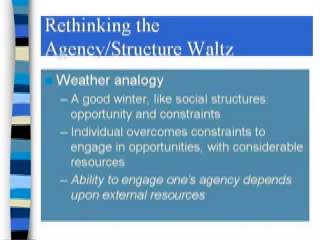 Rethinking the
Agency/Structure Waltz
Weather analogy
– A good winter, like social structures:
opportunity and constraints
– Individual overcomes constraints to
engage in opportunities, with considerable
resources
– Ability to engage one's agency depends
upon external resources